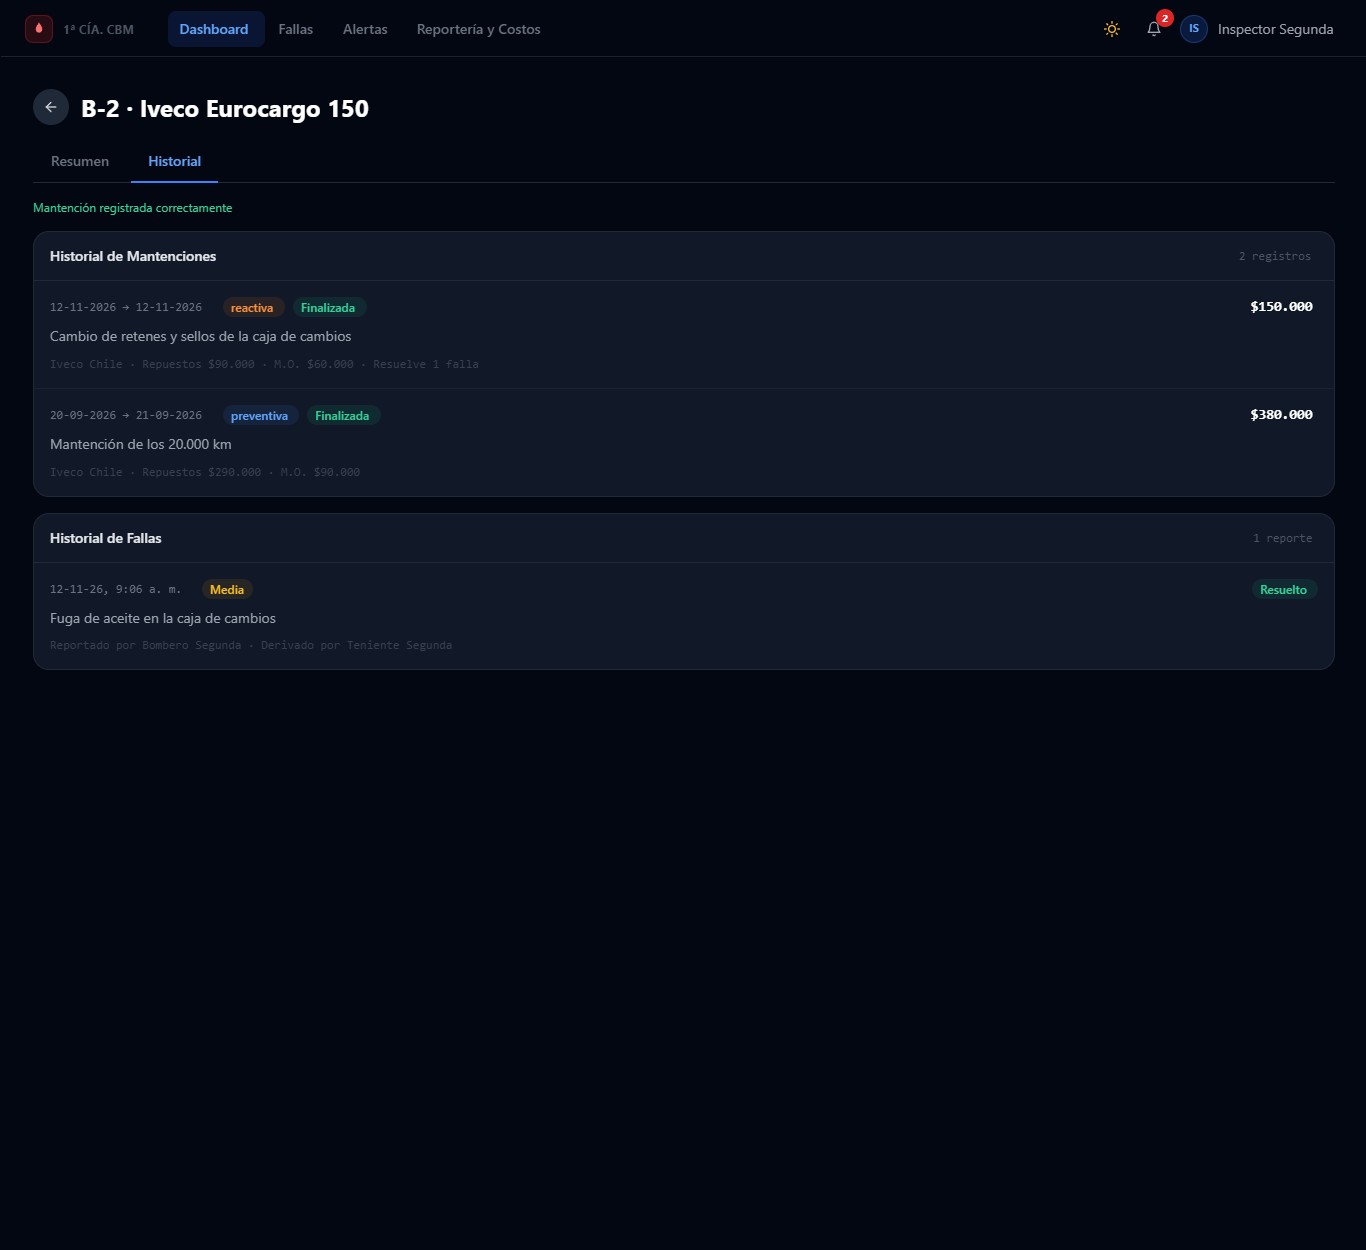 1ª CÍA. CBM Dashboard Fallas Alertas Reportería y Costos 2 IS Inspector Segunda
B-2 · Iveco Eurocargo 150
Resumen Historial
Mantención registrada correctamente
Historial de Mantenciones 2 registros
12-11-2026 → 12-11-2026 reactiva Finalizada $150.000
Cambio de retenes y sellos de la caja de cambios
Iveco Chile · Repuestos $90.000 · M.O. $60.000 · Resuelve 1 falla
20-09-2026 → 21-09-2026 preventiva Finalizada $380.000
Mantención de los 20.000 km
Iveco Chile · Repuestos $290.000 · M.O. $90.000
Historial de Fallas 1 reporte
12-11-26, 9:06 a. m. Media Resuelto
Fuga de aceite en la caja de cambios
Reportado por Bombero Segunda · Derivado por Teniente Segunda